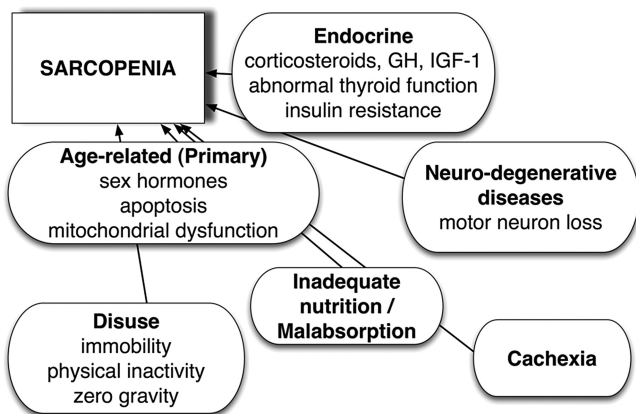 SARCOPENIA
Endocrine
corticosteroids, GH, IGF-1
abnormal thyroid function
insulin resistance
Age-related (Primary)
sex hormones
apoptosis
mitochondrial dysfunction
Neuro-degenerative
diseases
motor neuron loss
Inadequate
nutrition /
Malabsorption
Disuse
immobility
physical inactivity
zero gravity
Cachexia